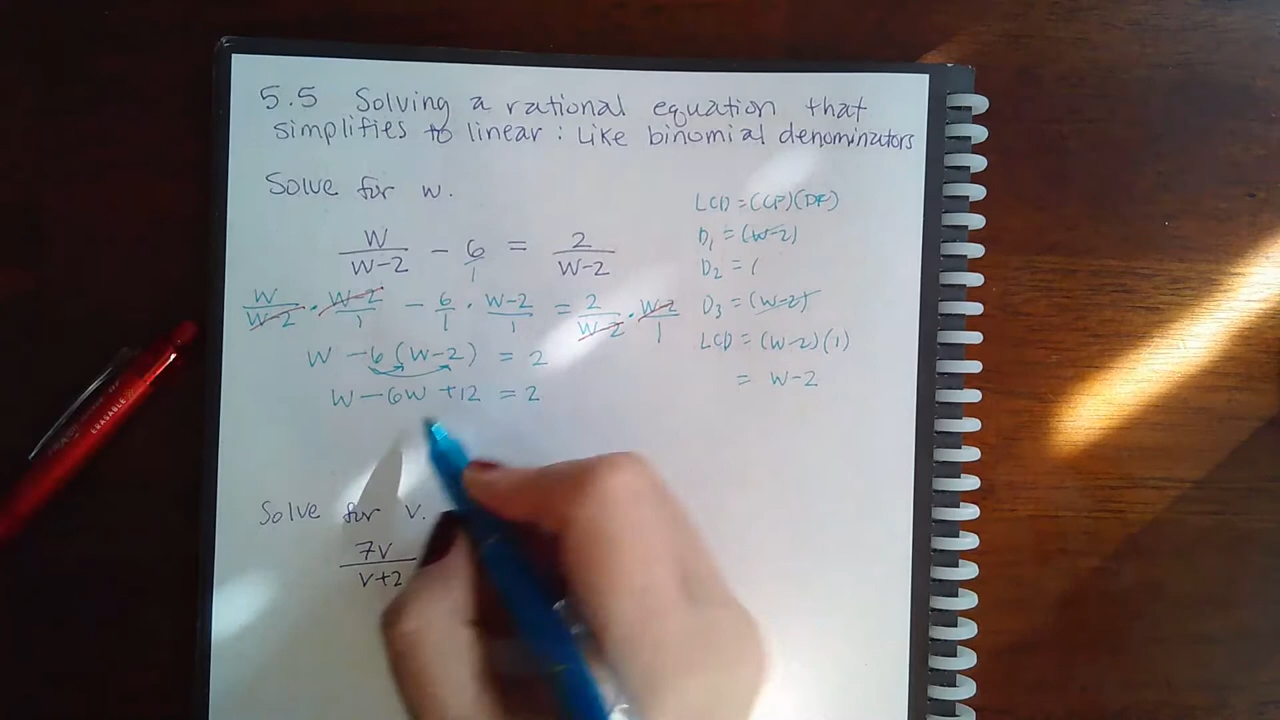 5.5 Solving a rational equation that
simplifies to linear: Like binomial denominators
Solve for w.
w/(w-2) - 6/1 = 2/(w-2)
w/(w-2) · (w-2)/1 - 6/1 · (w-2)/1 = 2/(w-2) · (w-2)/1
w - 6(w-2) = 2
w - 6w + 12 = 2
LCD = (CF)(DF)
D1 = (w-2)
D2 = 1
D3 = (w-2)
LCD = (w-2)(1)
= w-2
Solve for v.
7v/(v+2)
ERASABLE